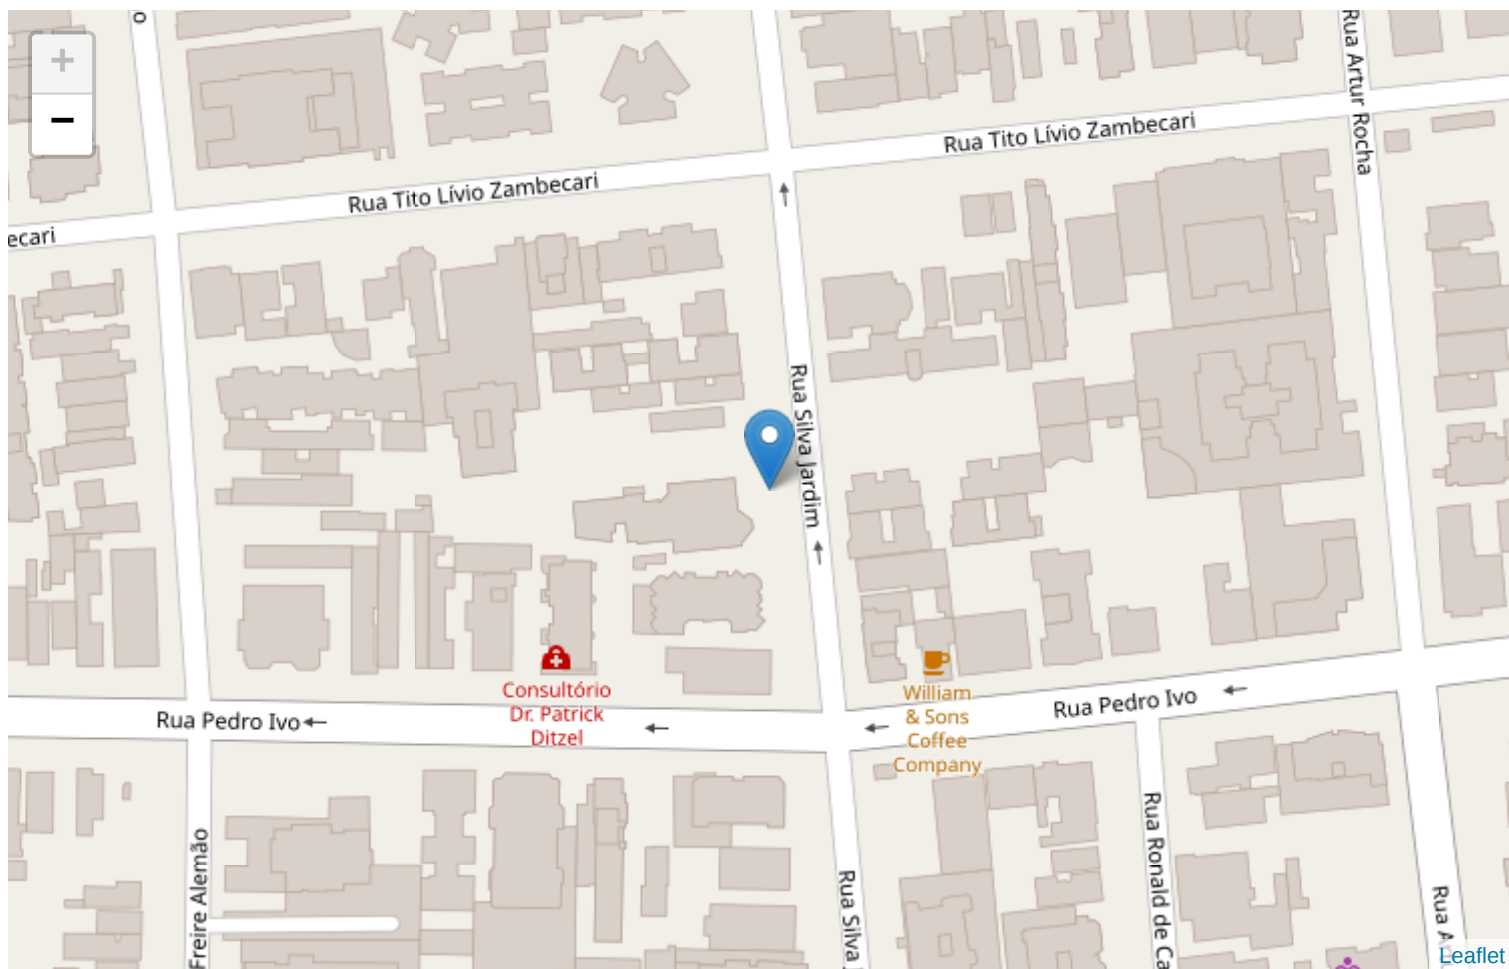 +
−
Rua Artur Rocha
Rua Tito Lívio Zambecari
Rua Tito Lívio Zambecari
ecari
Rua Silva Jardim
Consultório
Dr. Patrick
Ditzel
William
& Sons
Coffee
Company
Rua Pedro Ivo
Rua Pedro Ivo
Freire Alemão
Rua Silva J
Rua Ronald de Ca
Rua A
Leaflet